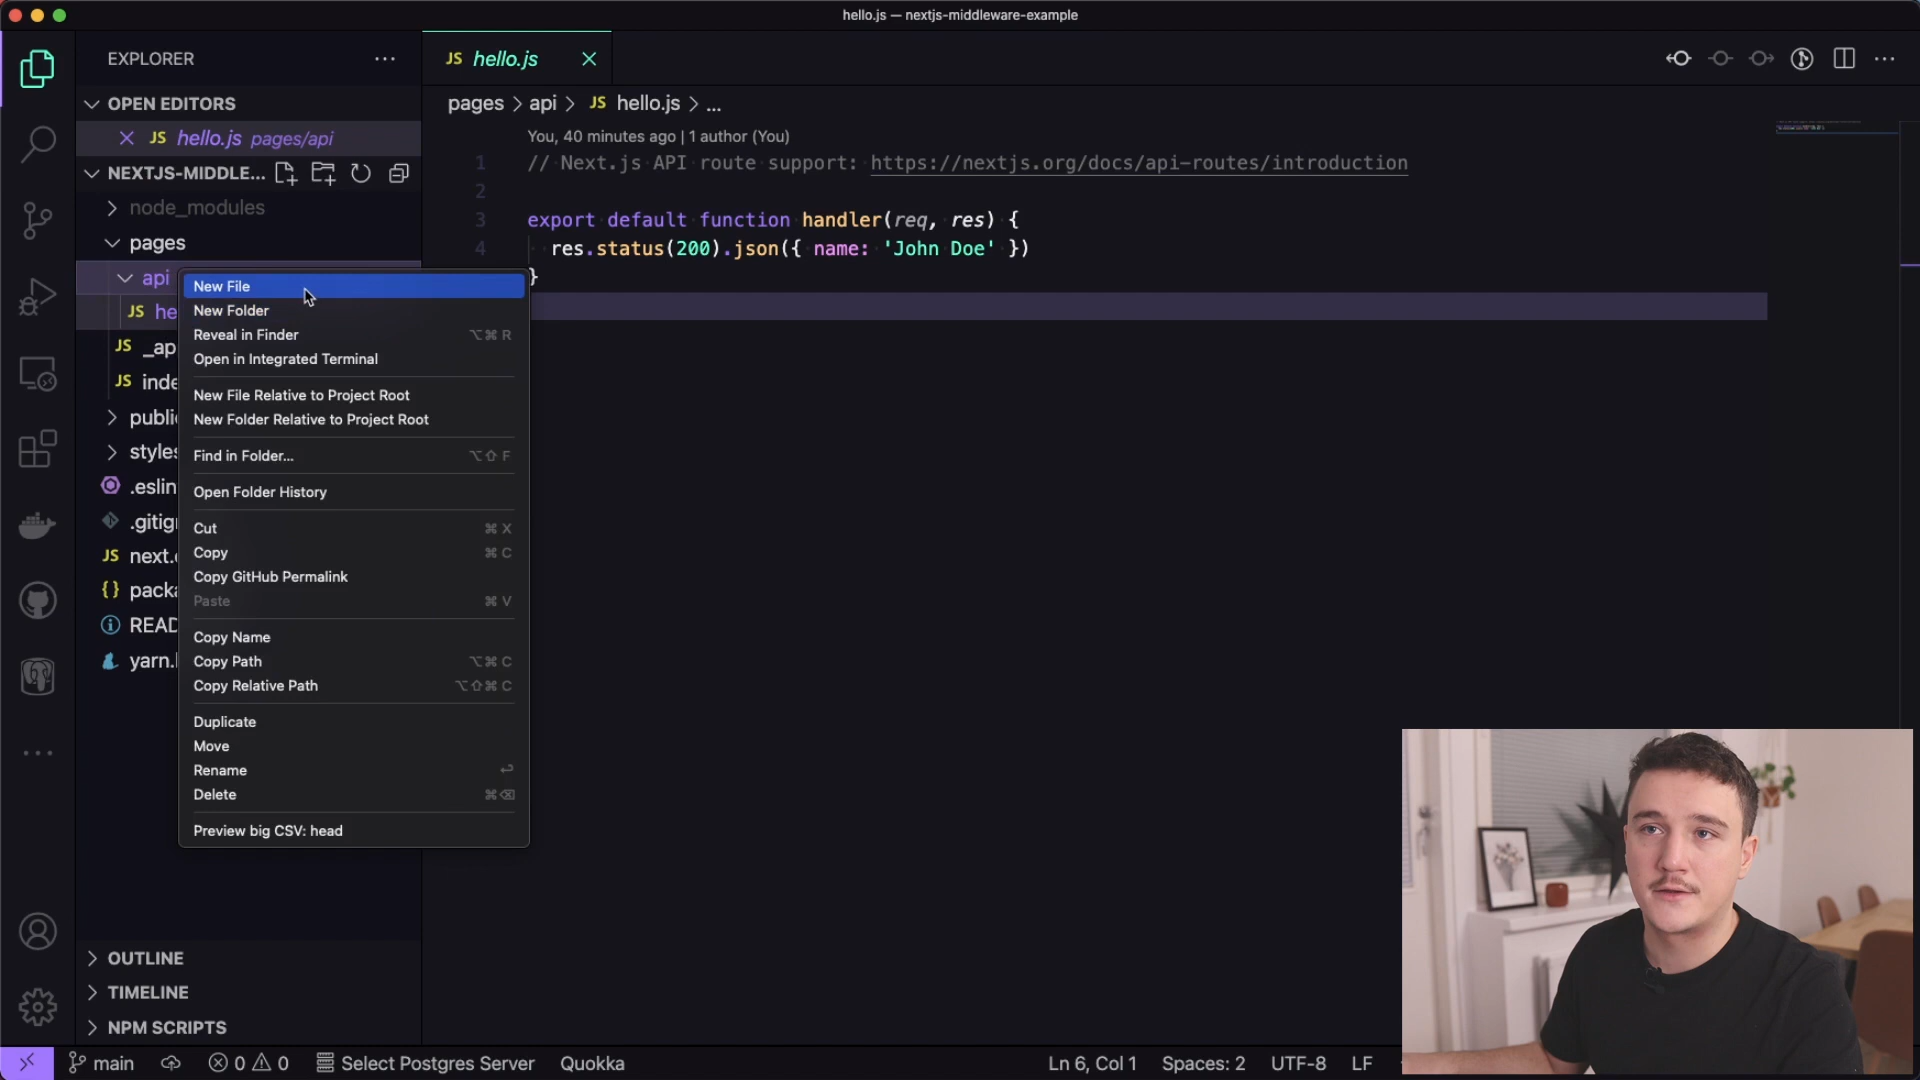 hello.js — nextjs-middleware-example
EXPLORER
OPEN EDITORS
JS hello.js pages/api
NEXTJS-MIDDLE...
node_modules
pages
api
JS he
JS _ap
JS inde
public
styles
.eslin
.gitig
JS next.
{} packa
READ
yarn.l
OUTLINE
TIMELINE
NPM SCRIPTS
New File
New Folder
Reveal in Finder ⌥⌘ R
Open in Integrated Terminal
New File Relative to Project Root
New Folder Relative to Project Root
Find in Folder... ⌥⇧ F
Open Folder History
Cut ⌘ X
Copy ⌘ C
Copy GitHub Permalink
Paste ⌘ V
Copy Name
Copy Path ⌥⌘ C
Copy Relative Path ⌥⇧⌘ C
Duplicate
Move
Rename ↩
Delete ⌘⌫
Preview big CSV: head
JS hello.js
pages > api > JS hello.js > ...
You, 40 minutes ago | 1 author (You)
1 // Next.js API route support: https://nextjs.org/docs/api-routes/introduction
2
3 export default function handler(req, res) {
4 res.status(200).json({ name: 'John Doe' })
}
main 0 0 Select Postgres Server Quokka Ln 6, Col 1 Spaces: 2 UTF-8 LF